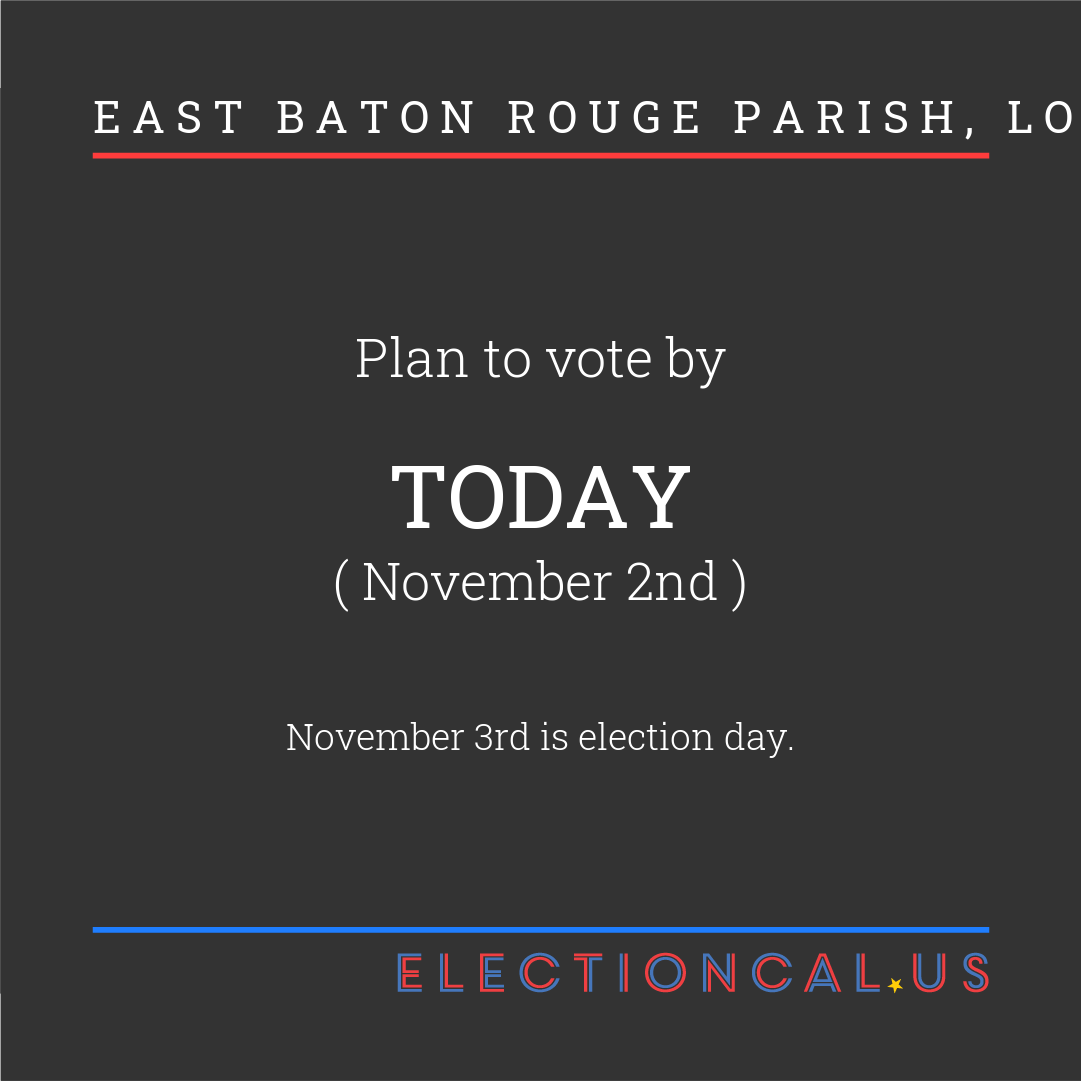 EAST BATON ROUGE PARISH, LO
Plan to vote by
TODAY
( November 2nd )
November 3rd is election day.
ELECTIONCAL.US